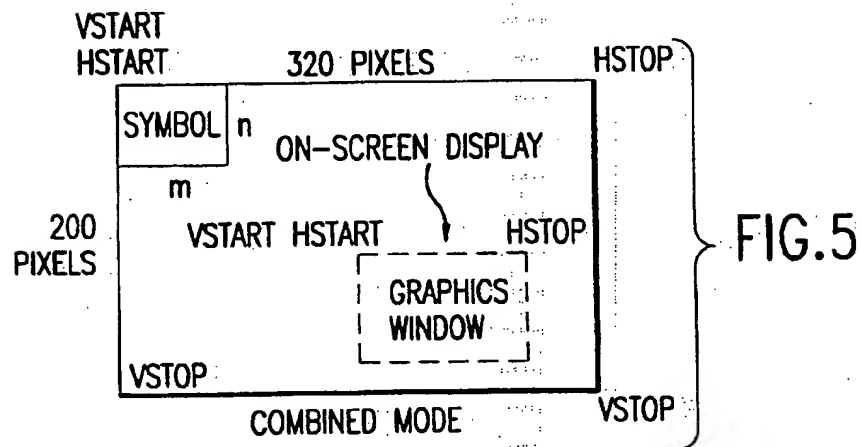 VSTART
HSTART
320 PIXELS
HSTOP
SYMBOL
n
ON-SCREEN DISPLAY
m
200
PIXELS
VSTART HSTART
HSTOP
FIG.5
GRAPHICS
WINDOW
VSTOP
VSTOP
COMBINED MODE